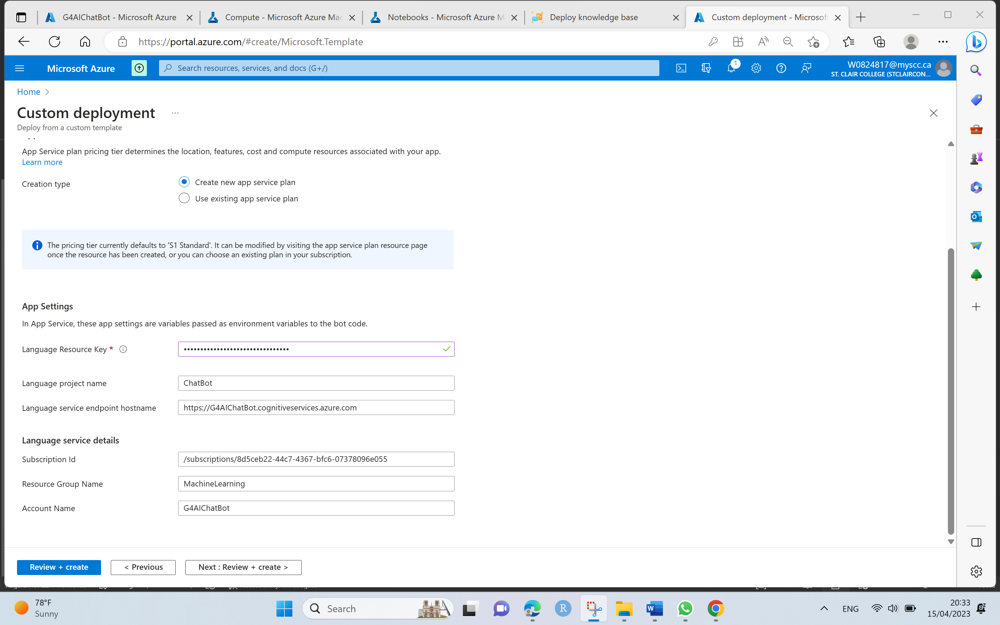 G4AIChatBot - Microsoft Azure
Compute - Microsoft Azure Mac
Notebooks - Microsoft Azure M
Deploy knowledge base
Custom deployment - Microsoft
https://portal.azure.com/#create/Microsoft.Template
Microsoft Azure
Search resources, services, and docs (G+/)
1
W0824817@myscc.ca
ST. CLAIR COLLEGE (STCLAIRCON...
Home >
Custom deployment ...
Deploy from a custom template
App Service plan pricing tier determines the location, features, cost and compute resources associated with your app.
Learn more
Creation type
Create new app service plan
Use existing app service plan
The pricing tier currently defaults to 'S1 Standard'. It can be modified by visiting the app service plan resource page
once the resource has been created, or you can choose an existing plan in your subscription.
App Settings
In App Service, these app settings are variables passed as environment variables to the bot code.
Language Resource Key *
Language project name
ChatBot
Language service endpoint hostname
https://G4AIChatBot.cognitiveservices.azure.com
Language service details
Subscription Id
/subscriptions/8d5ceb22-44c7-4367-bfc6-07378096e055
Resource Group Name
MachineLearning
Account Name
G4AIChatBot
Review + create
< Previous
Next : Review + create >
78°F
Sunny
Search
ENG
20:33
15/04/2023